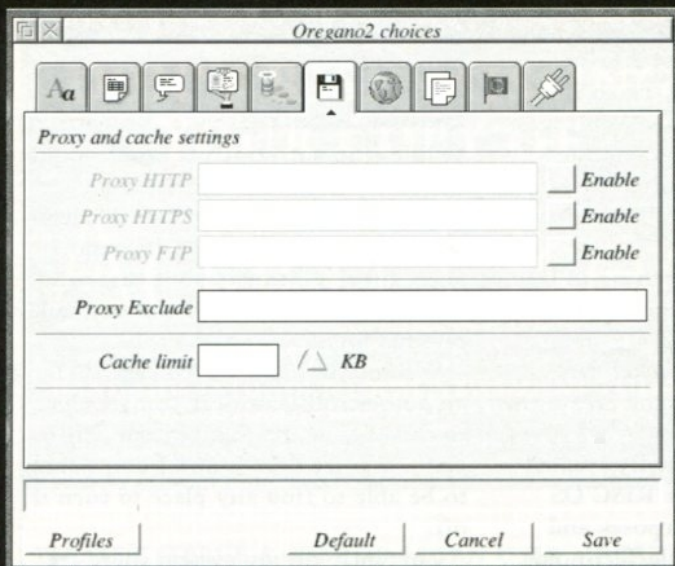 Oregano2 choices
Aa
Proxy and cache settings
Proxy HTTP Enable
Proxy HTTPS Enable
Proxy FTP Enable
Proxy Exclude
Cache limit KB
Profiles Default Cancel Save